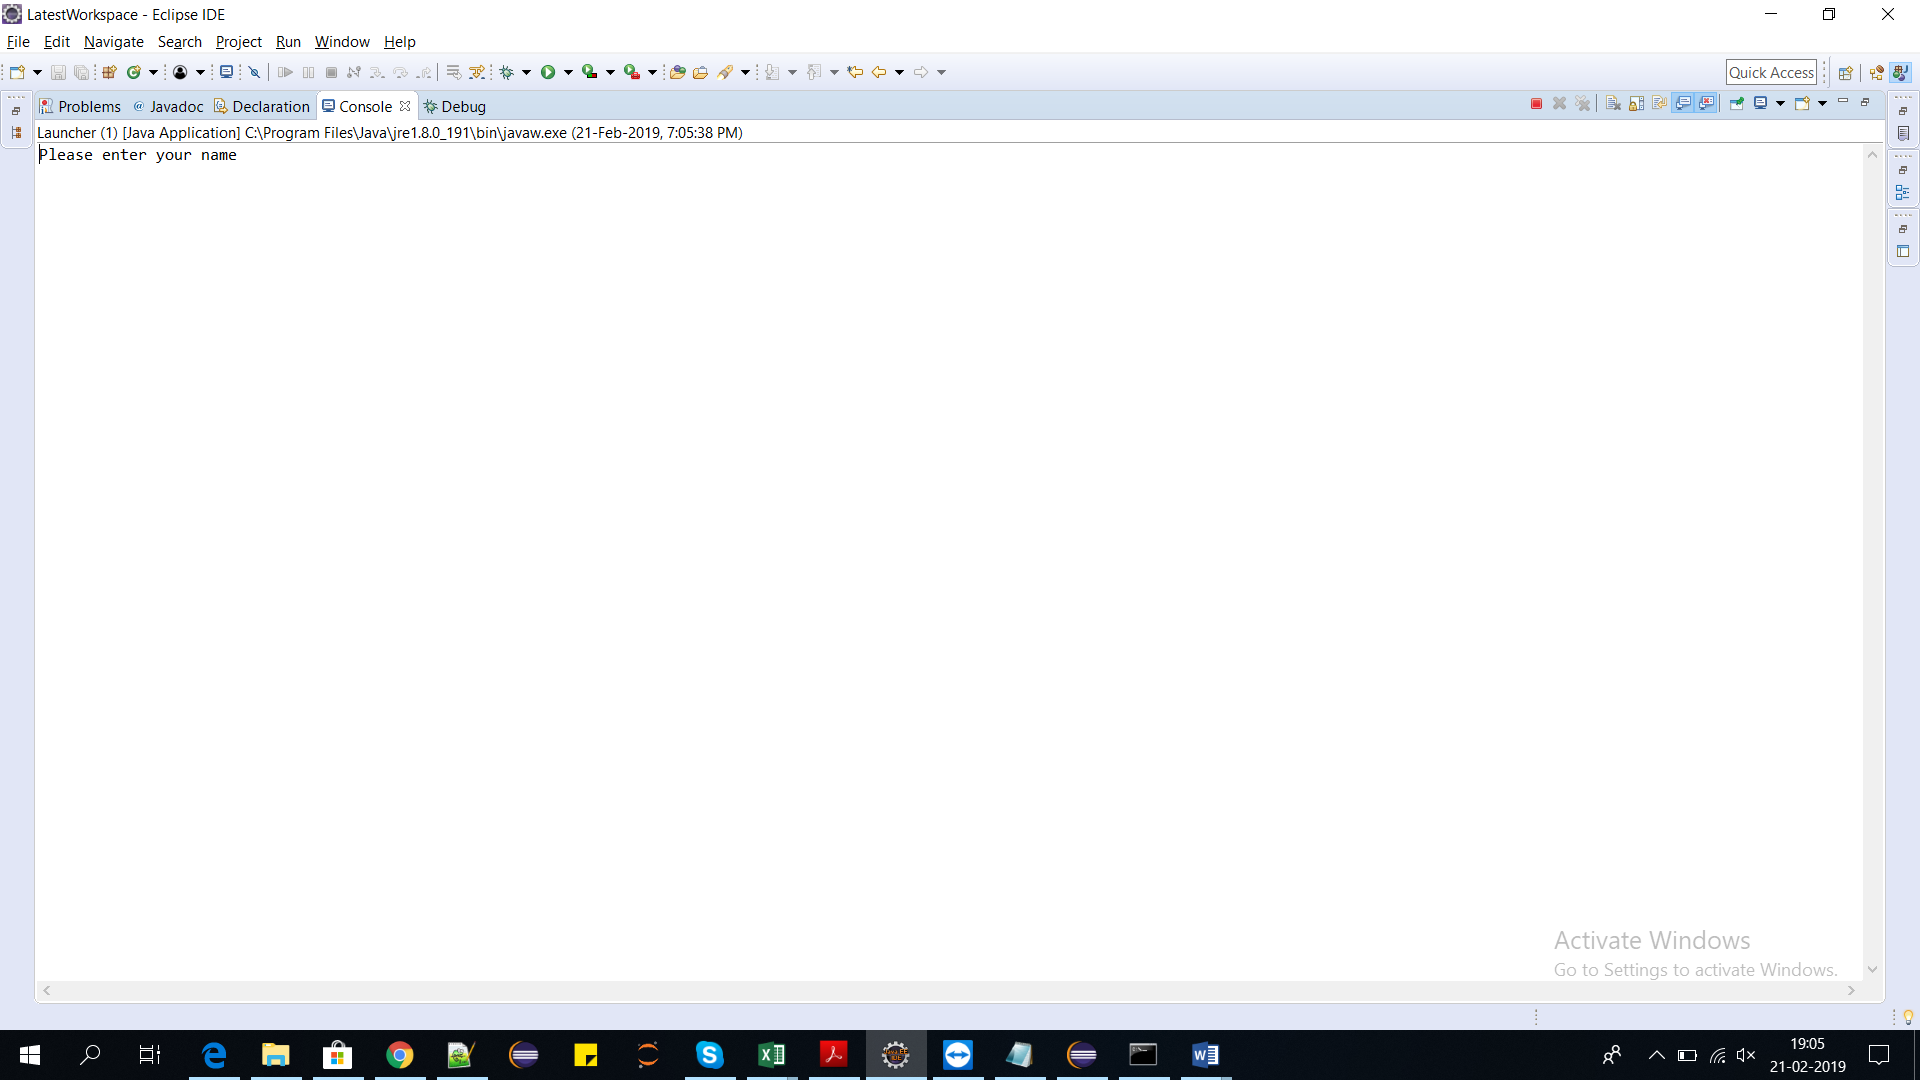 LatestWorkspace - Eclipse IDE
File Edit Navigate Search Project Run Window Help
Quick Access
Problems @ Javadoc Declaration Console Debug
Launcher (1) [Java Application] C:\Program Files\Java\jre1.8.0_191\bin\javaw.exe (21-Feb-2019, 7:05:38 PM)
Please enter your name
Activate Windows
Go to Settings to activate Windows.
19:05
21-02-2019